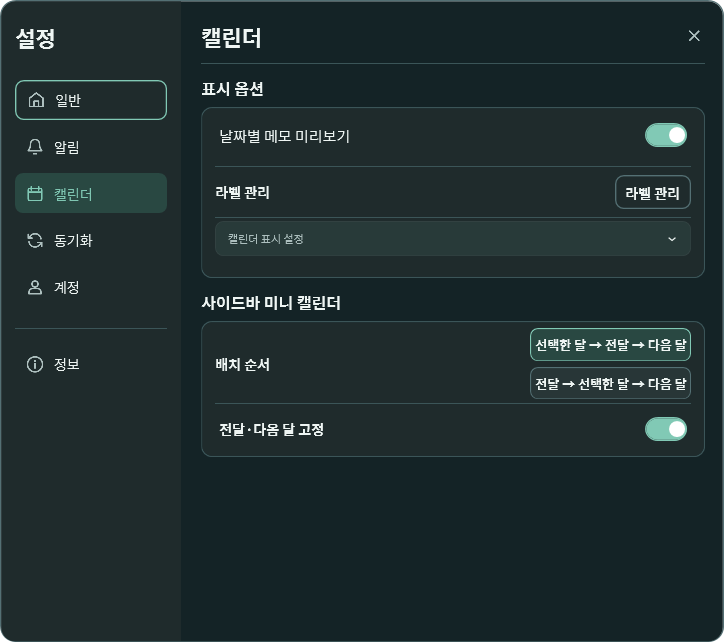 설정
일반
알림
캘린더
동기화
계정
정보
캘린더
표시 옵션
날짜별 메모 미리보기
라벨 관리
라벨 관리
캘린더 표시 설정
사이드바 미니 캘린더
배치 순서
선택한 달 → 전달 → 다음 달
전달 → 선택한 달 → 다음 달
전달·다음 달 고정